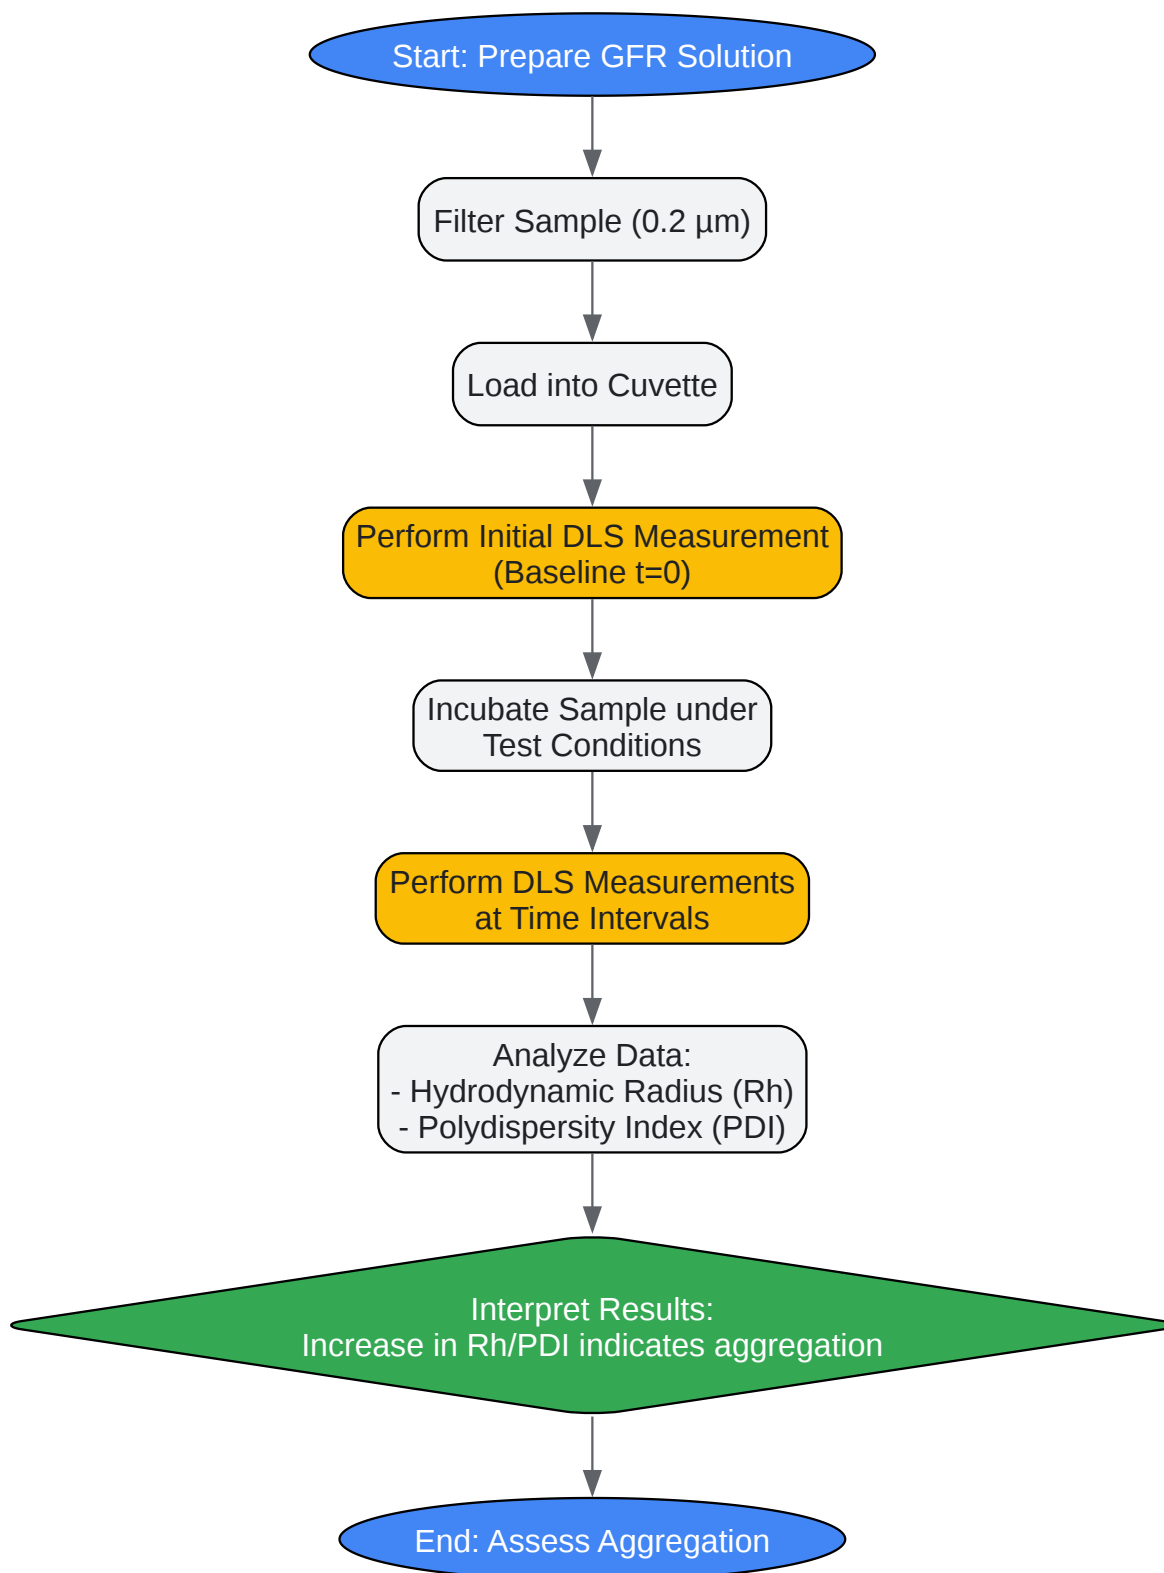 Start: Prepare GFR Solution
Filter Sample (0.2 µm)
Load into Cuvette
Perform Initial DLS Measurement
(Baseline t=0)
Incubate Sample under
Test Conditions
Perform DLS Measurements
at Time Intervals
Analyze Data:
- Hydrodynamic Radius (Rh)
- Polydispersity Index (PDI)
Interpret Results:
Increase in Rh/PDI indicates aggregation
End: Assess Aggregation